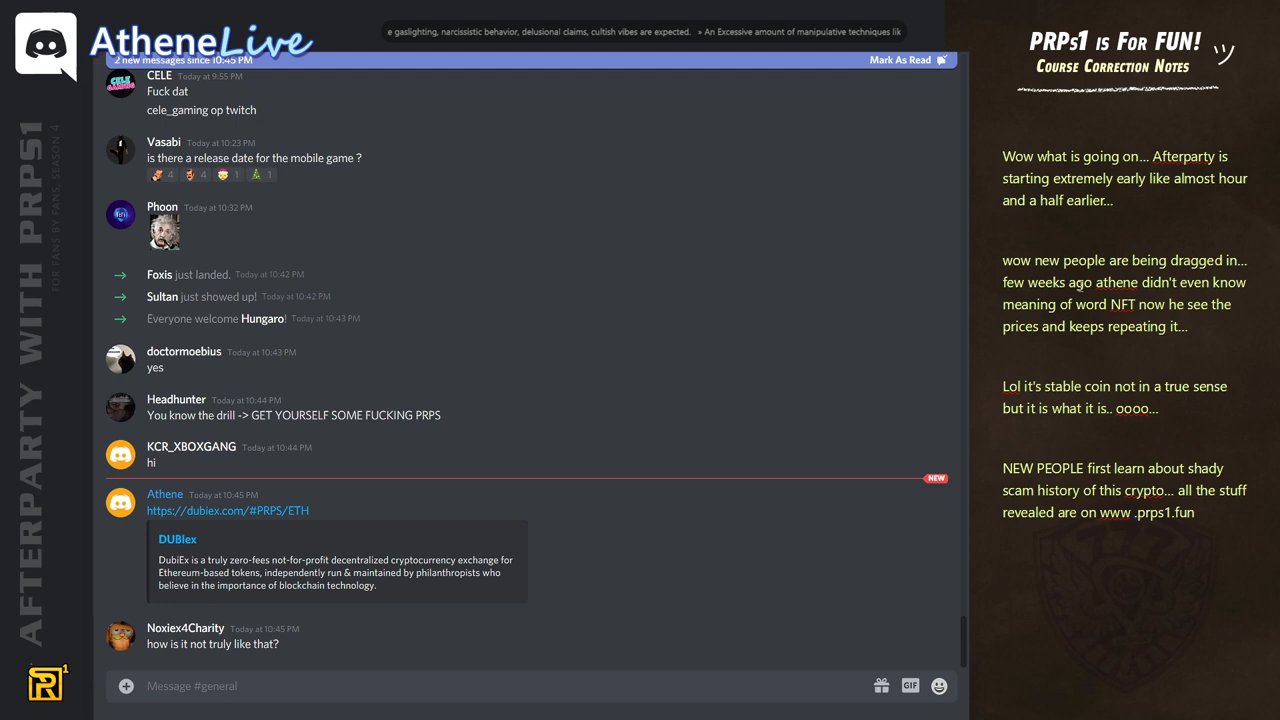 AtheneLive
e gaslighting, narcissistic behavior, delusional claims, cultish vibes are expected. » An Excessive amount of manipulative techniques lik
2 new messages since 10:45 PM
Mark As Read
CELE Today at 9:55 PM
Fuck dat
cele_gaming op twitch
Vasabi Today at 10:23 PM
is there a release date for the mobile game ?
4 4 1 1
Phoon Today at 10:32 PM
Foxis just landed. Today at 10:42 PM
Sultan just showed up! Today at 10:42 PM
Everyone welcome Hungaro! Today at 10:43 PM
doctormoebius Today at 10:43 PM
yes
Headhunter Today at 10:44 PM
You know the drill -> GET YOURSELF SOME FUCKING PRPS
KCR_XBOXGANG Today at 10:44 PM
hi
NEW
Athene Today at 10:45 PM
https://dubiex.com/#PRPS/ETH
DUBIex
DubiEx is a truly zero-fees not-for-profit decentralized cryptocurrency exchange for
Ethereum-based tokens, independently run & maintained by philanthropists who
believe in the importance of blockchain technology.
Noxiex4Charity Today at 10:45 PM
how is it not truly like that?
Message #general
GIF
AFTERPARTY WITH PRPS1
FOR FANS BY FANS, SEASON 4
1
PRPs1 is For FUN!
Course Correction Notes
ツ
Wow what is going on... Afterparty is
starting extremely early like almost hour
and a half earlier...
wow new people are being dragged in...
few weeks ago athene didn't even know
meaning of word NFT now he see the
prices and keeps repeating it...
Lol it's stable coin not in a true sense
but it is what it is.. oooo...
NEW PEOPLE first learn about shady
scam history of this crypto... all the stuff
revealed are on www .prps1.fun